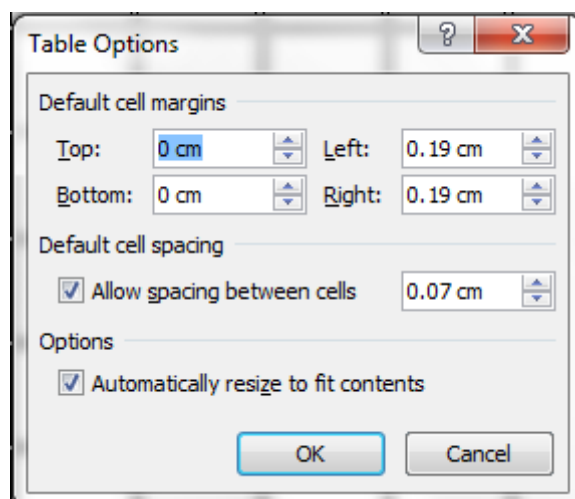 Table Options
Default cell margins
Top: 0 cm Left: 0.19 cm
Bottom: 0 cm Right: 0.19 cm
Default cell spacing
Allow spacing between cells 0.07 cm
Options
Automatically resize to fit contents
OK Cancel